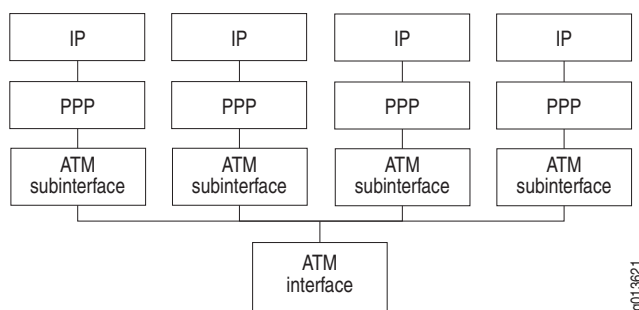 IP IP IP IP
PPP PPP PPP PPP
ATM ATM ATM ATM
subinterface subinterface subinterface subinterface
ATM
interface
g013621